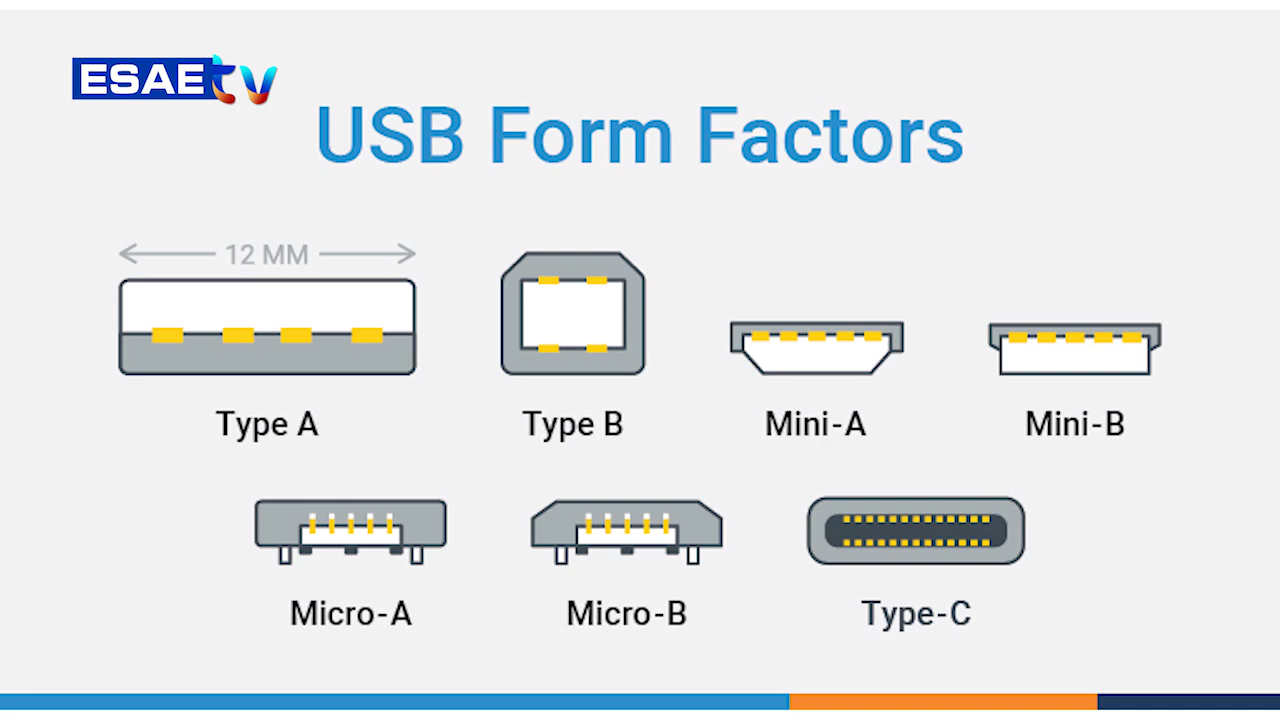 ESAEtv
USB Form Factors
12 MM
Type A
Type B
Mini-A
Mini-B
Micro-A
Micro-B
Type-C